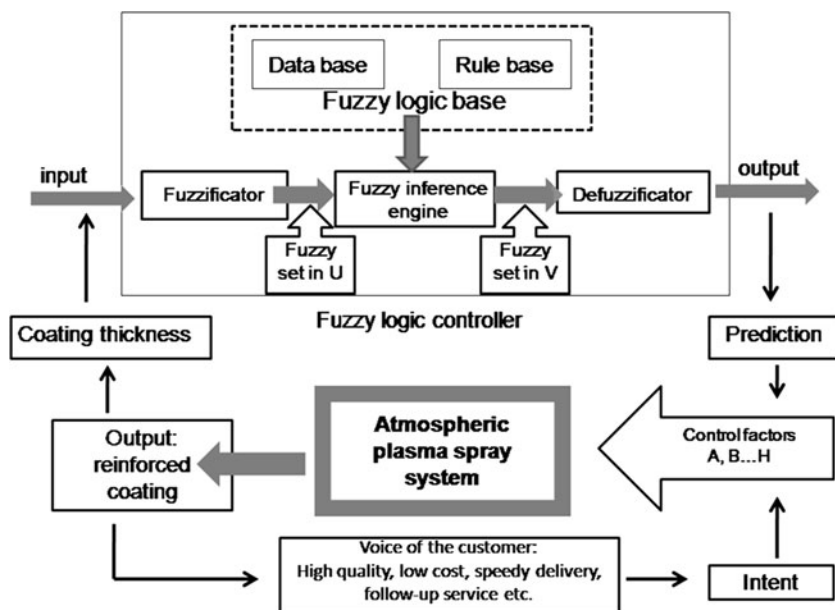 Data base
Rule base
Fuzzy logic base
input
output
Fuzzificator
Fuzzy inference
engine
Defuzzificator
Fuzzy
set in U
Fuzzy
set in V
Fuzzy logic controller
Coating thickness
Prediction
Output:
reinforced
coating
Atmospheric
plasma spray
system
Control factors
A, B...H
Voice of the customer:
High quality, low cost, speedy delivery,
follow-up service etc.
Intent